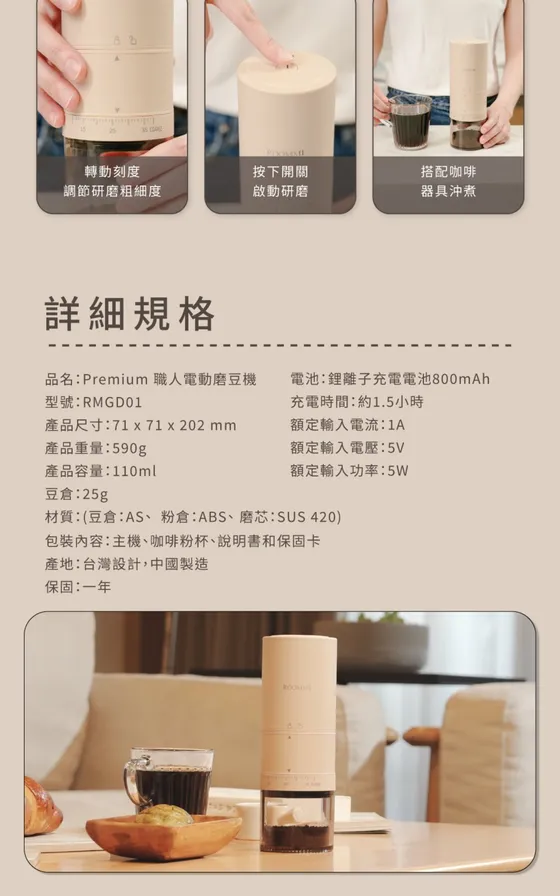 轉動刻度
調節研磨粗細度
按下開關
啟動研磨
搭配咖啡
器具沖煮
詳細規格
品名：Premium 職人電動磨豆機
型號：RMGD01
產品尺寸：71 x 71 x 202 mm
產品重量：590g
產品容量：110ml
豆倉：25g
材質：(豆倉：AS、 粉倉：ABS、磨芯：SUS 420)
包裝內容：主機、咖啡粉杯、說明書和保固卡
產地：台灣設計，中國製造
保固：一年
電池：鋰離子充電電池800mAh
充電時間：約1.5小時
額定輸入電流：1A
額定輸入電壓：5V
額定輸入功率：5W